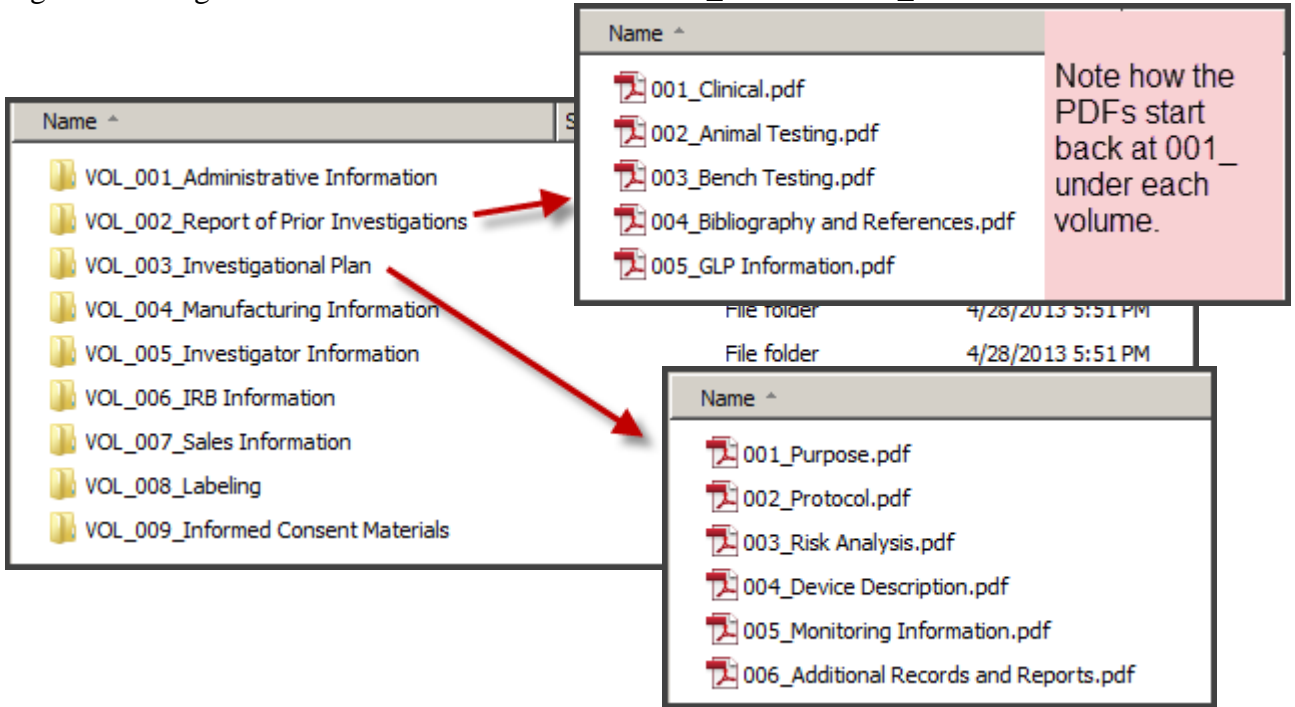 Name
VOL_001_Administrative Information
VOL_002_Report of Prior Investigations
VOL_003_Investigational Plan
VOL_004_Manufacturing Information
File folder
4/28/2013 5:51 PM
VOL_005_Investigator Information
File folder
4/28/2013 5:51 PM
VOL_006_IRB Information
VOL_007_Sales Information
VOL_008_Labeling
VOL_009_Informed Consent Materials
Name
001_Clinical.pdf
002_Animal Testing.pdf
003_Bench Testing.pdf
004_Bibliography and References.pdf
005_GLP Information.pdf
Note how the
PDFs start
back at 001_
under each
volume.
Name
001_Purpose.pdf
002_Protocol.pdf
003_Risk Analysis.pdf
004_Device Description.pdf
005_Monitoring Information.pdf
006_Additional Records and Reports.pdf